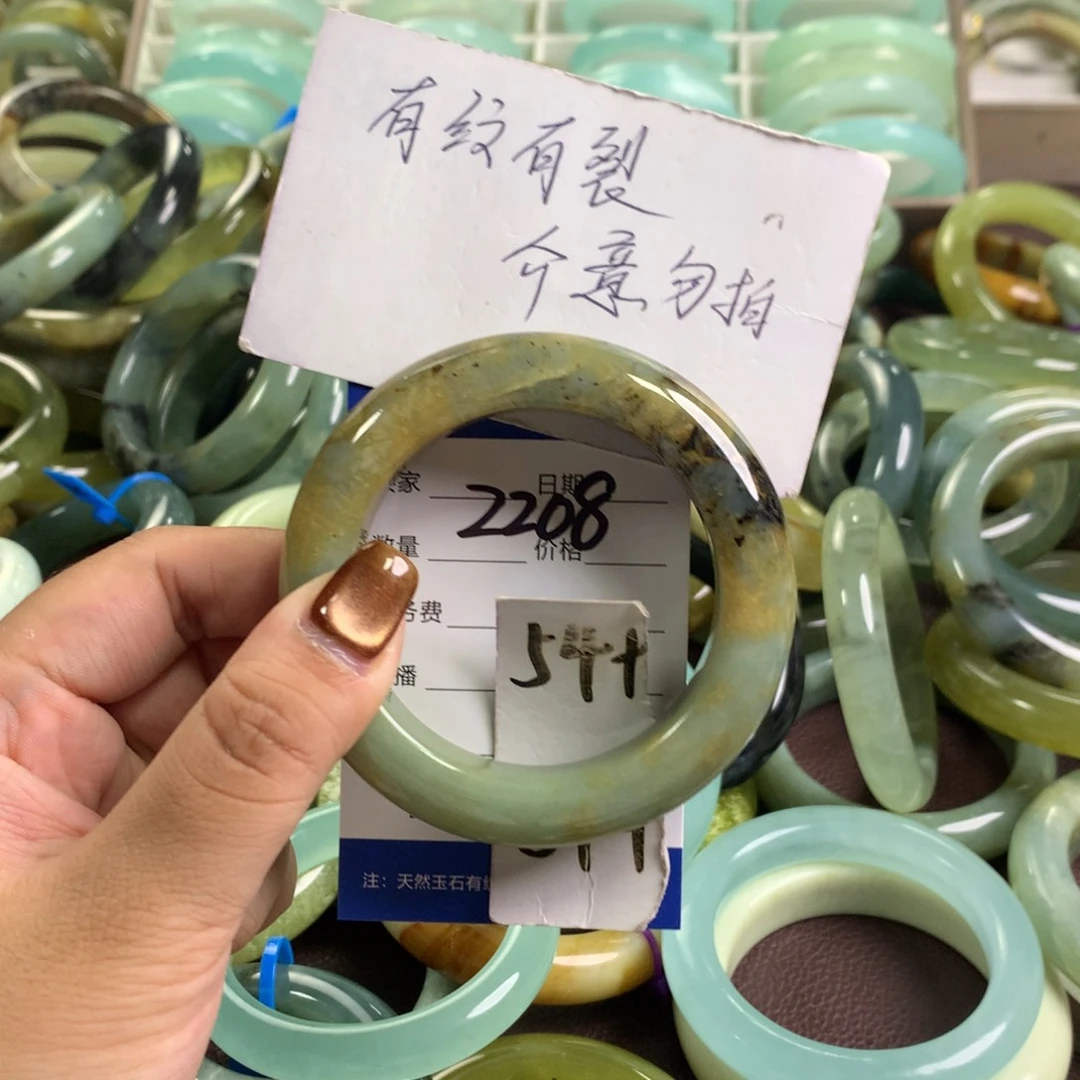 有纹有裂
介意勿拍
家 日期
2208
数量 价格
务费
播
注：天然玉石有